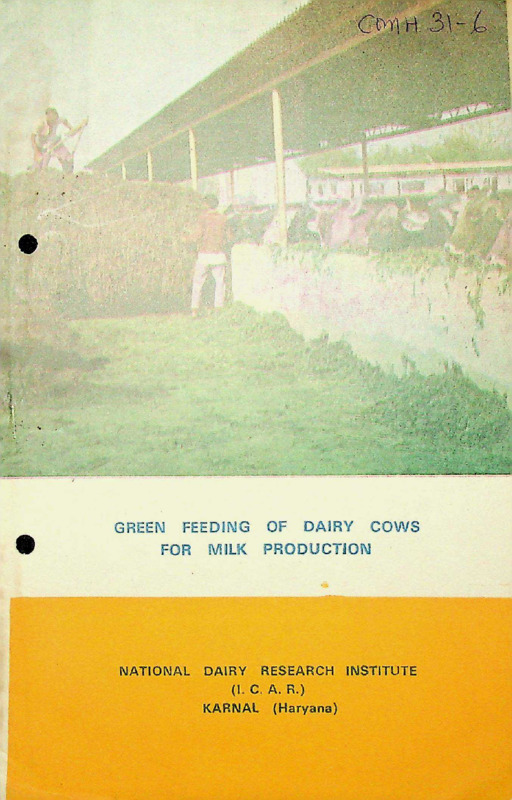 COMH 31-6
GREEN FEEDING OF DAIRY COWS
FOR MILK PRODUCTION
NATIONAL DAIRY RESEARCH INSTITUTE
(I. C. A. R.)
KARNAL (Haryana)